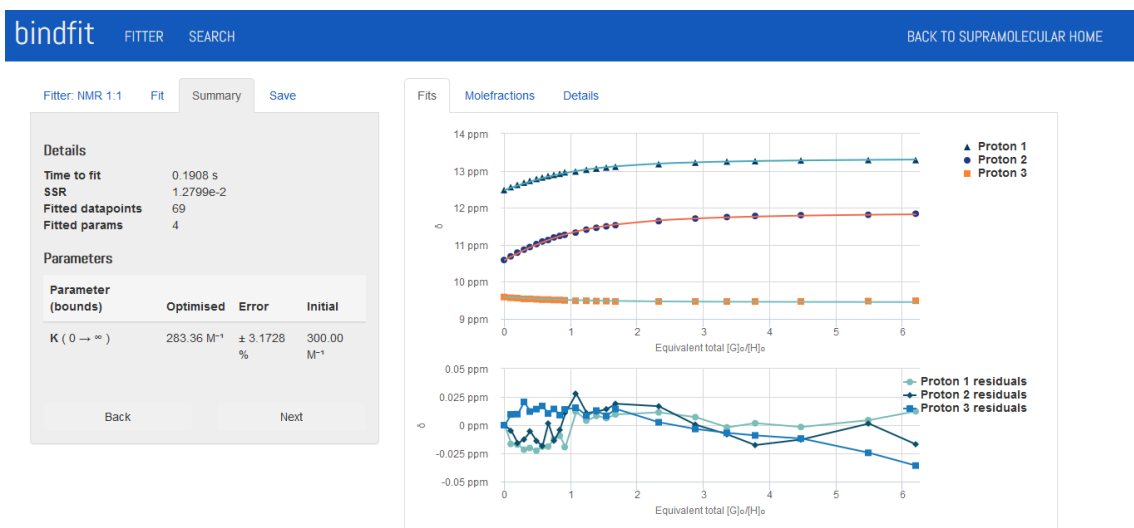 bindfit FITTER SEARCH BACK TO SUPRAMOLECULAR HOME
Fitter: NMR 1:1 Fit Summary Save
Details
Time to fit 0.1908 s
SSR 1.2799e-2
Fitted datapoints 69
Fitted params 4
Parameters
Parameter (bounds) Optimised Error Initial
K ( 0 → ∞ ) 283.36 M⁻¹ ± 3.1728 % 300.00 M⁻¹
Back Next
Fits Molefractions Details
14 ppm
13 ppm
12 ppm
11 ppm
10 ppm
9 ppm
δ
0 1 2 3 4 5 6
Equivalent total [G]₀/[H]₀
Proton 1
Proton 2
Proton 3
0.05 ppm
0.025 ppm
0 ppm
-0.025 ppm
-0.05 ppm
δ
0 1 2 3 4 5 6
Equivalent total [G]₀/[H]₀
Proton 1 residuals
Proton 2 residuals
Proton 3 residuals